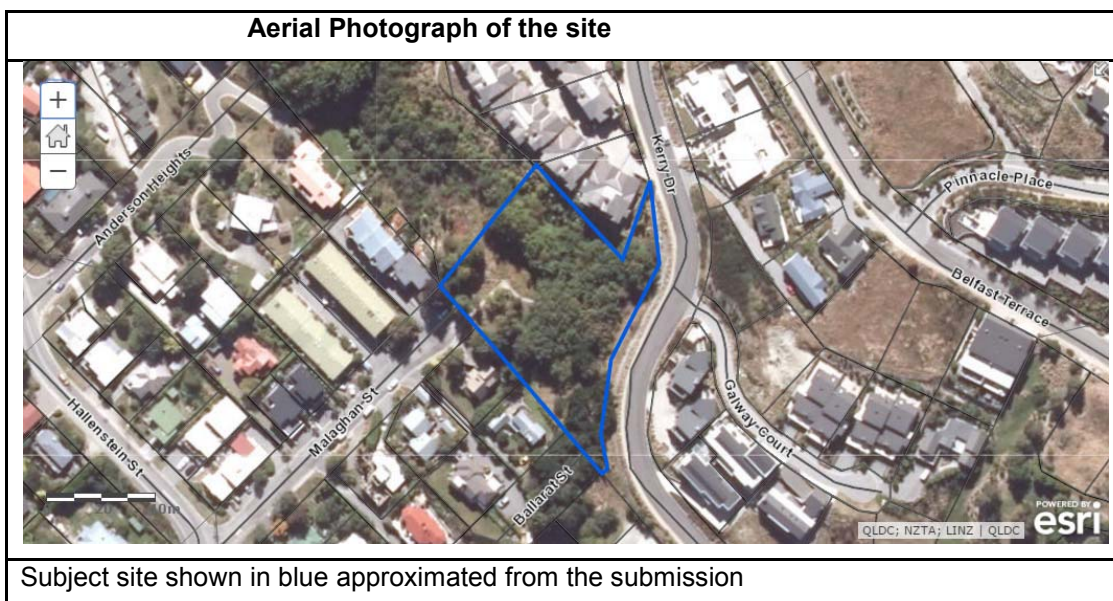 Aerial Photograph of the site
+
−
Anderson Heights
Kerry Dr
Pinnacle Place
Belfast Terrace
Galway Court
Malaghan St
Hallenstein St
Ballarat St
POWERED BY
esri
QLDC; NZTA; LINZ | QLDC
Subject site shown in blue approximated from the submission